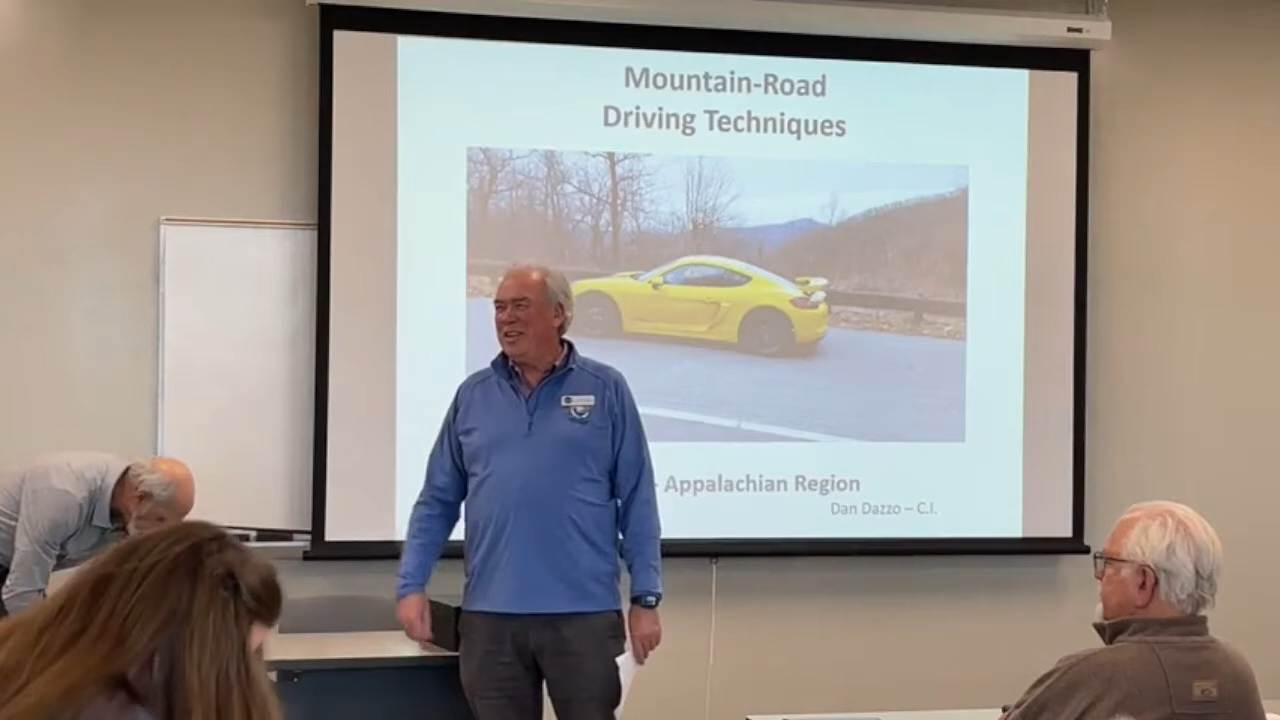 Mountain-Road
Driving Techniques
- Appalachian Region
Dan Dazzo – C.I.